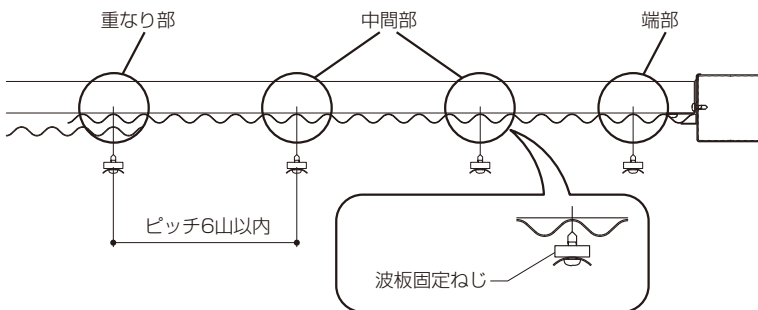 重なり部
中間部
端部
ピッチ6山以内
波板固定ねじ